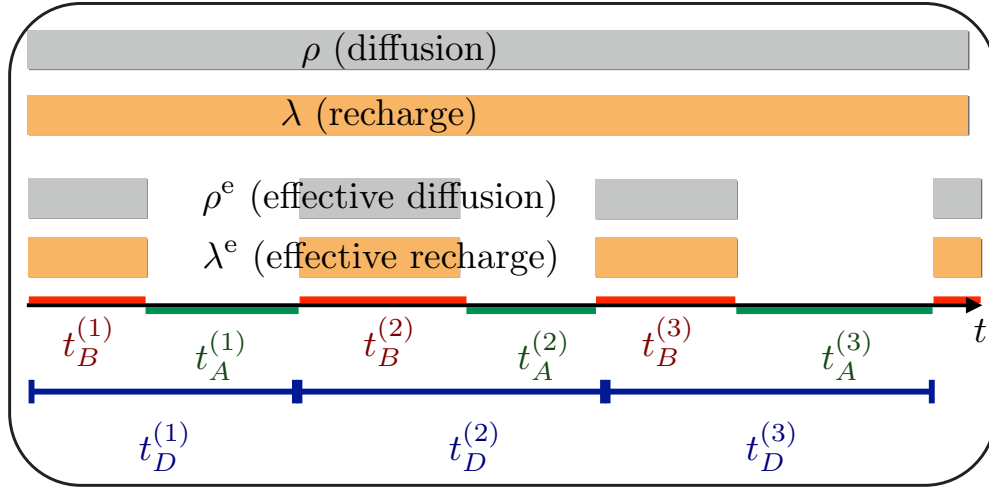 ρ (diffusion)
λ (recharge)
ρ^e (effective diffusion)
λ^e (effective recharge)
t_B^(1) t_A^(1) t_B^(2) t_A^(2) t_B^(3) t_A^(3) t
t_D^(1) t_D^(2) t_D^(3)